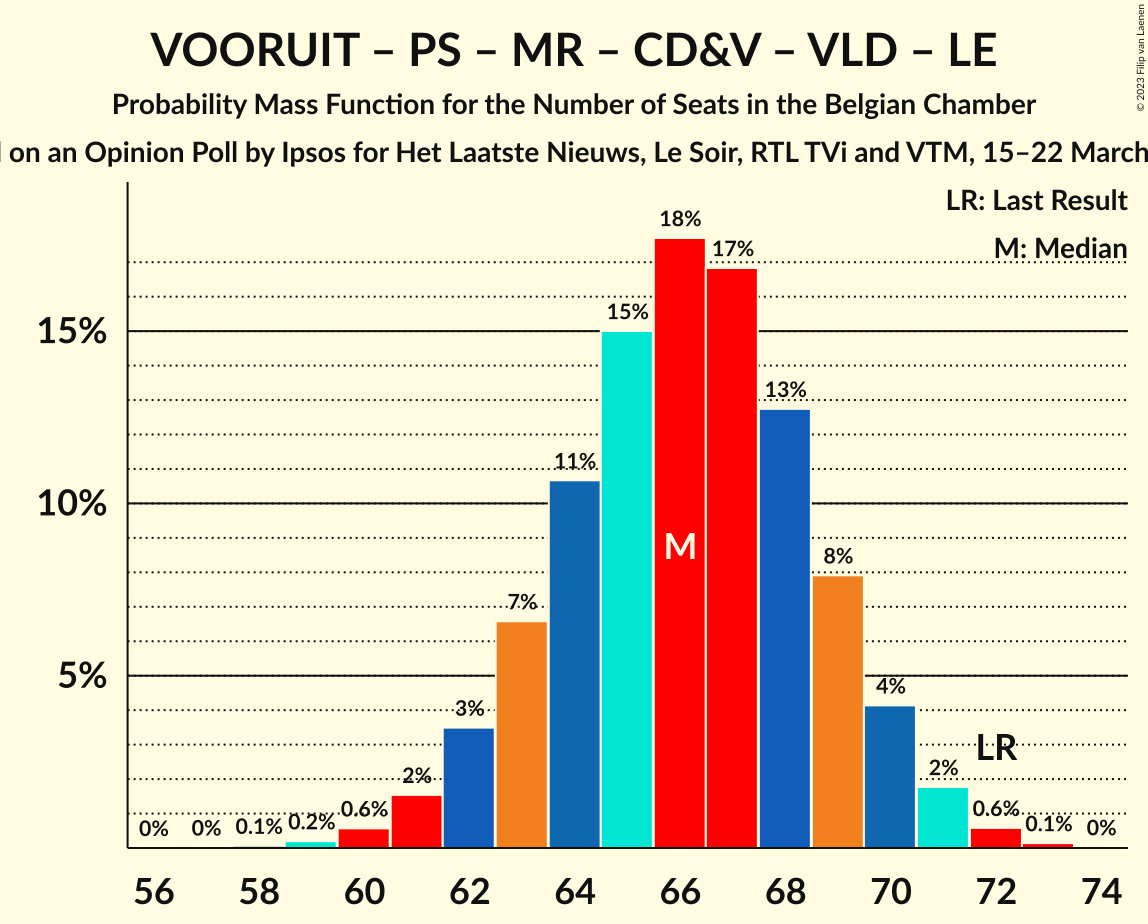 VOORUIT – PS – MR – CD&V – VLD – LE
Probability Mass Function for the Number of Seats in the Belgian Chamber
on an Opinion Poll by Ipsos for Het Laatste Nieuws, Le Soir, RTL TVi and VTM, 15–22 March
© 2023 Filip van Laenen
LR: Last Result
M: Median
18%
17%
15%
15%
13%
11%
10%
M
8%
7%
5%
4%
3%
LR
2%
2%
0% 0% 0.1% 0.2% 0.6% 0.6% 0.1% 0%
56 58 60 62 64 66 68 70 72 74